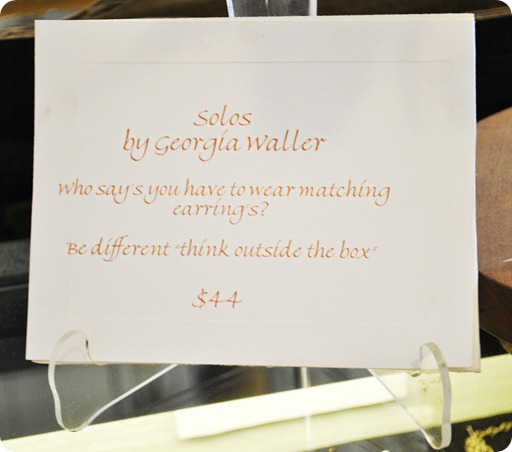 Solos
by Georgia Waller
Who say's you have to wear matching
earring's?
Be different "think outside the box"
$44